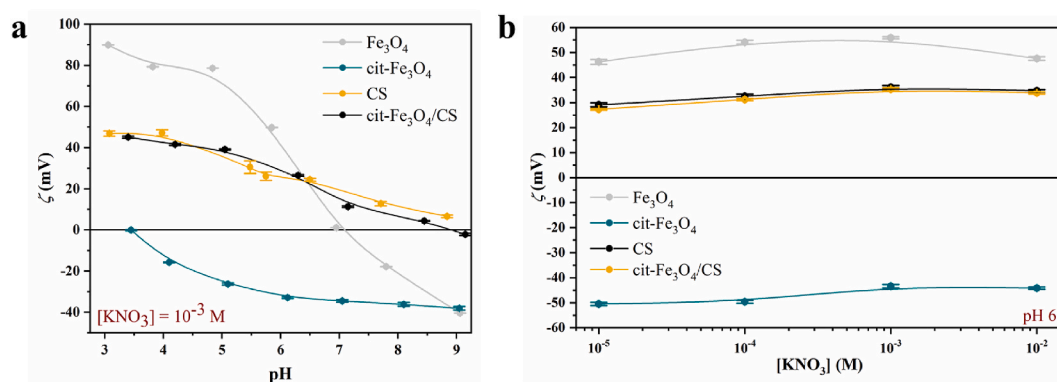 a
100
80
60
40
20
0
-20
-40
ζ (mV)
Fe₃O₄
cit-Fe₃O₄
CS
cit-Fe₃O₄/CS
[KNO₃] = 10⁻³ M
3 4 5 6 7 8 9
pH
b
60
50
40
30
20
10
0
-10
-20
-30
-40
-50
-60
ζ (mV)
Fe₃O₄
cit-Fe₃O₄
CS
cit-Fe₃O₄/CS
pH 6
10⁻⁵ 10⁻⁴ 10⁻³ 10⁻²
[KNO₃] (M)